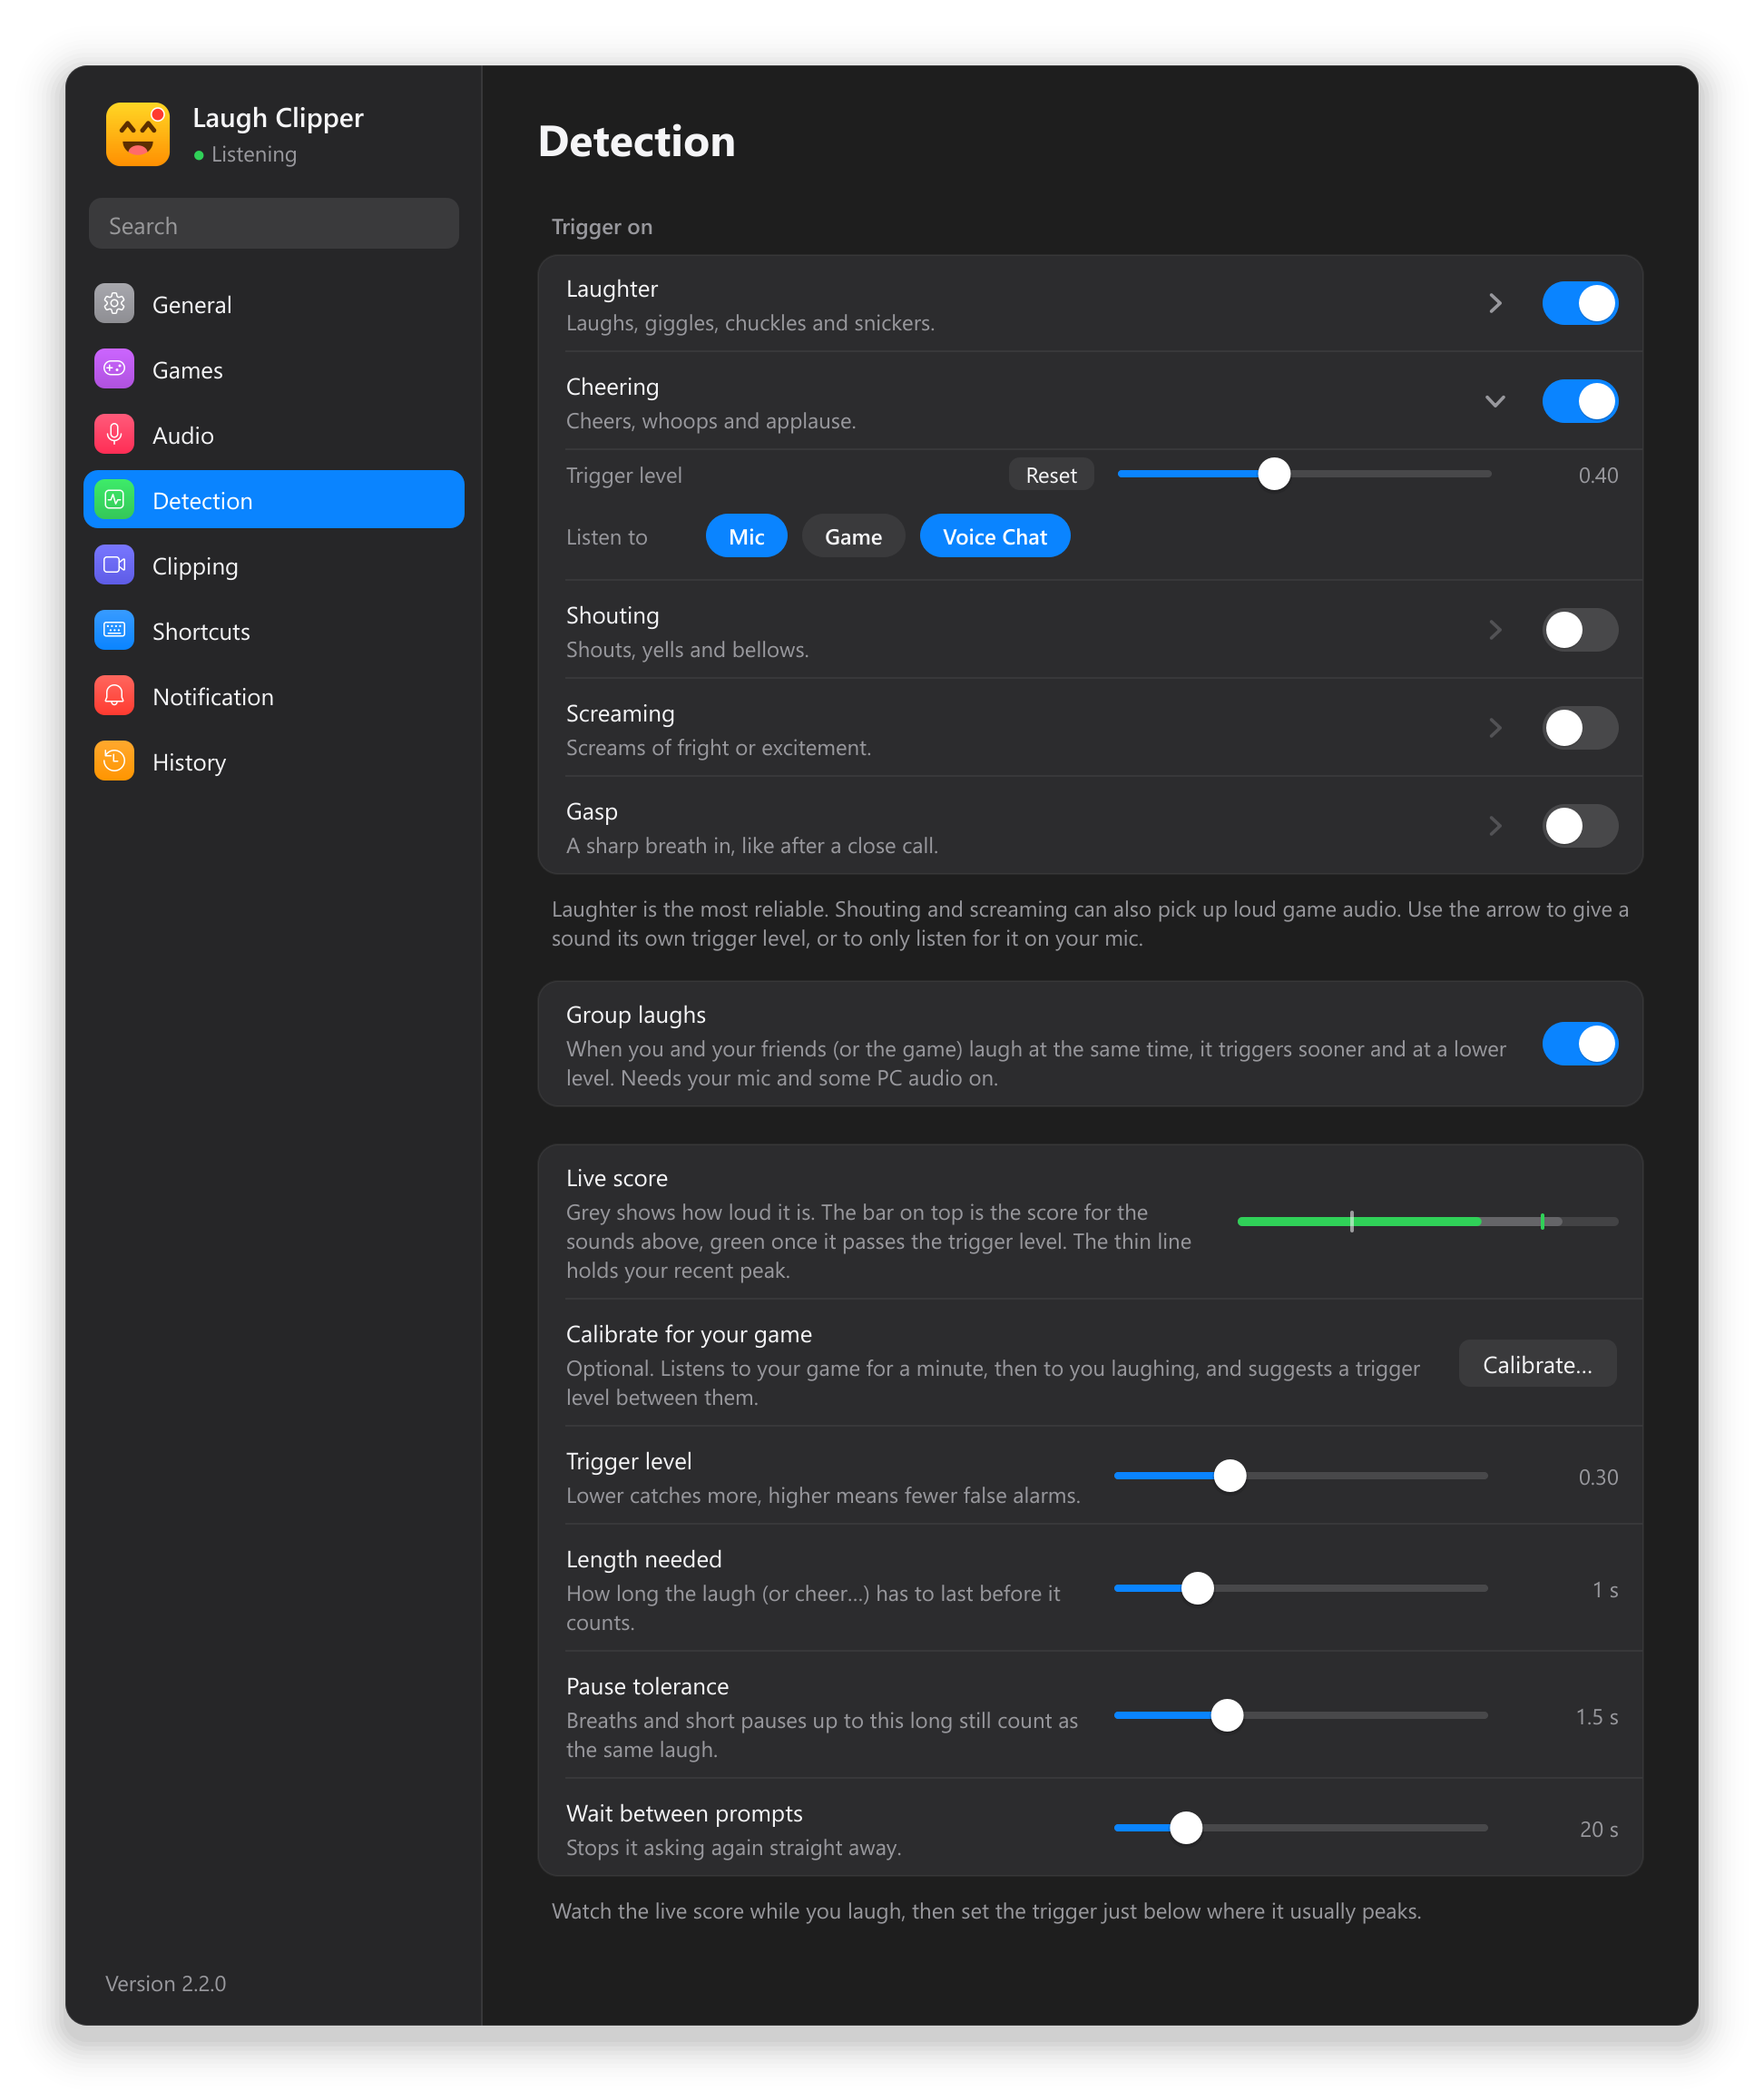 Laugh Clipper
Listening
Search
General
Games
Audio
Detection
Clipping
Shortcuts
Notification
History
Version 2.2.0
Detection
Trigger on
Laughter
Laughs, giggles, chuckles and snickers.
Cheering
Cheers, whoops and applause.
Trigger level
Reset
0.40
Listen to
Mic
Game
Voice Chat
Shouting
Shouts, yells and bellows.
Screaming
Screams of fright or excitement.
Gasp
A sharp breath in, like after a close call.
Laughter is the most reliable. Shouting and screaming can also pick up loud game audio. Use the arrow to give a
sound its own trigger level, or to only listen for it on your mic.
Group laughs
When you and your friends (or the game) laugh at the same time, it triggers sooner and at a lower
level. Needs your mic and some PC audio on.
Live score
Grey shows how loud it is. The bar on top is the score for the
sounds above, green once it passes the trigger level. The thin line
holds your recent peak.
Calibrate for your game
Optional. Listens to your game for a minute, then to you laughing, and suggests a trigger
level between them.
Calibrate...
Trigger level
Lower catches more, higher means fewer false alarms.
0.30
Length needed
How long the laugh (or cheer...) has to last before it
counts.
1 s
Pause tolerance
Breaths and short pauses up to this long still count as
the same laugh.
1.5 s
Wait between prompts
Stops it asking again straight away.
20 s
Watch the live score while you laugh, then set the trigger just below where it usually peaks.